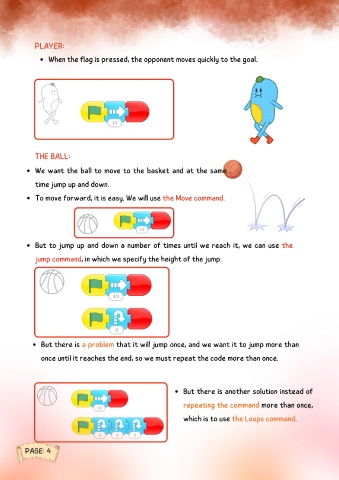 PLAYER:
• When the flag is pressed, the opponent moves quickly to the goal.
13
THE BALL:
• We want the ball to move to the basket and at the same
time jump up and down.
• To move forward, it is easy. We will use the Move command.
13
• But to jump up and down a number of times until we reach it, we can use the
jump command, in which we specify the height of the jump.
13
2
• But there is a problem that it will jump once, and we want it to jump more than
once until it reaches the end, so we must repeat the code more than once.
• But there is another solution instead of
repeating the command more than once,
which is to use the Loops command.
2 2 2
PAGE: 4